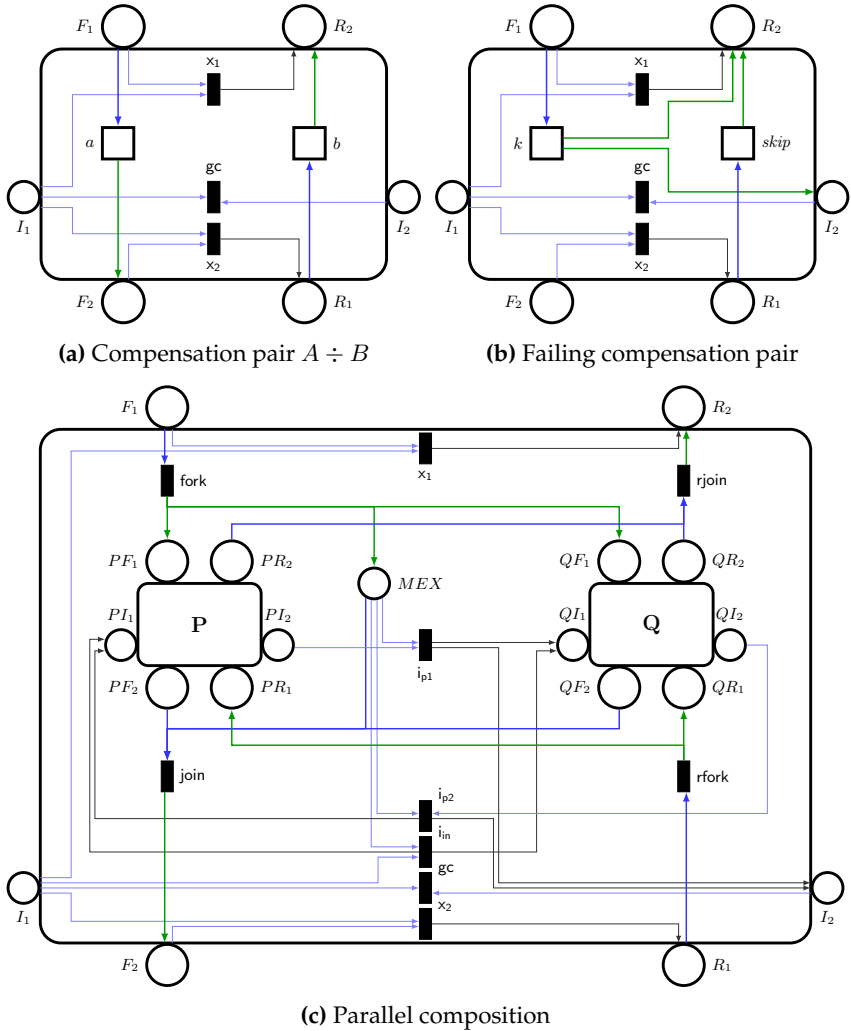 F1 R2 F1 R2
x1 x1
a b k skip
gc gc
I1 I2 I1 I2
x2 x2
F2 R1 F2 R1
(a) Compensation pair A ÷ B (b) Failing compensation pair
F1 R2
x1
fork rjoin
PF1 PR2 QF1 QR2
MEX
PI1 P PI2 QI1 Q QI2
ip1
PF2 PR1 QF2 QR1
join rfork
ip2
iin
gc
x2
I1 I2
F2 R1
(c) Parallel composition